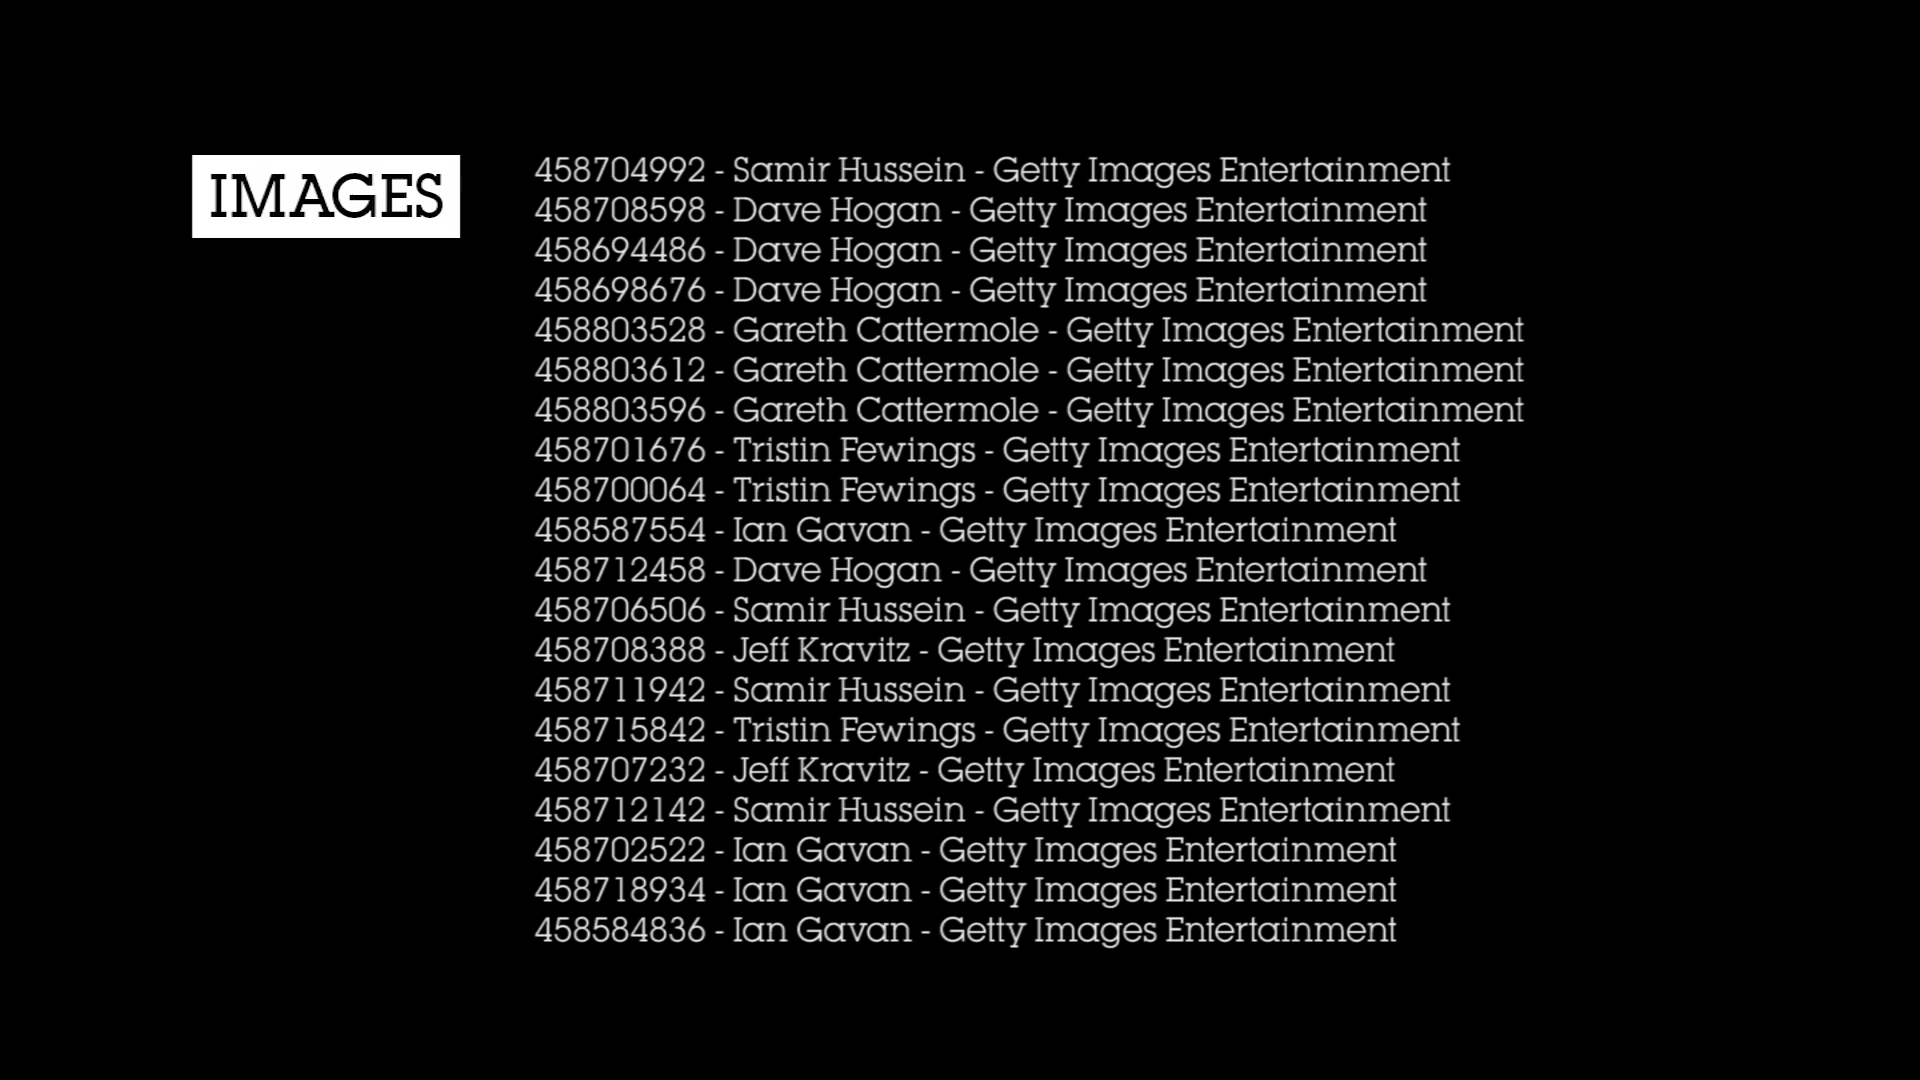 IMAGES
458704992 - Samir Hussein - Getty Images Entertainment
458708598 - Dave Hogan - Getty Images Entertainment
458694486 - Dave Hogan - Getty Images Entertainment
458698676 - Dave Hogan - Getty Images Entertainment
458803528 - Gareth Cattermole - Getty Images Entertainment
458803612 - Gareth Cattermole - Getty Images Entertainment
458803596 - Gareth Cattermole - Getty Images Entertainment
458701676 - Tristin Fewings - Getty Images Entertainment
458700064 - Tristin Fewings - Getty Images Entertainment
458587554 - Ian Gavan - Getty Images Entertainment
458712458 - Dave Hogan - Getty Images Entertainment
458706506 - Samir Hussein - Getty Images Entertainment
458708388 - Jeff Kravitz - Getty Images Entertainment
458711942 - Samir Hussein - Getty Images Entertainment
458715842 - Tristin Fewings - Getty Images Entertainment
458707232 - Jeff Kravitz - Getty Images Entertainment
458712142 - Samir Hussein - Getty Images Entertainment
458702522 - Ian Gavan - Getty Images Entertainment
458718934 - Ian Gavan - Getty Images Entertainment
458584836 - Ian Gavan - Getty Images Entertainment